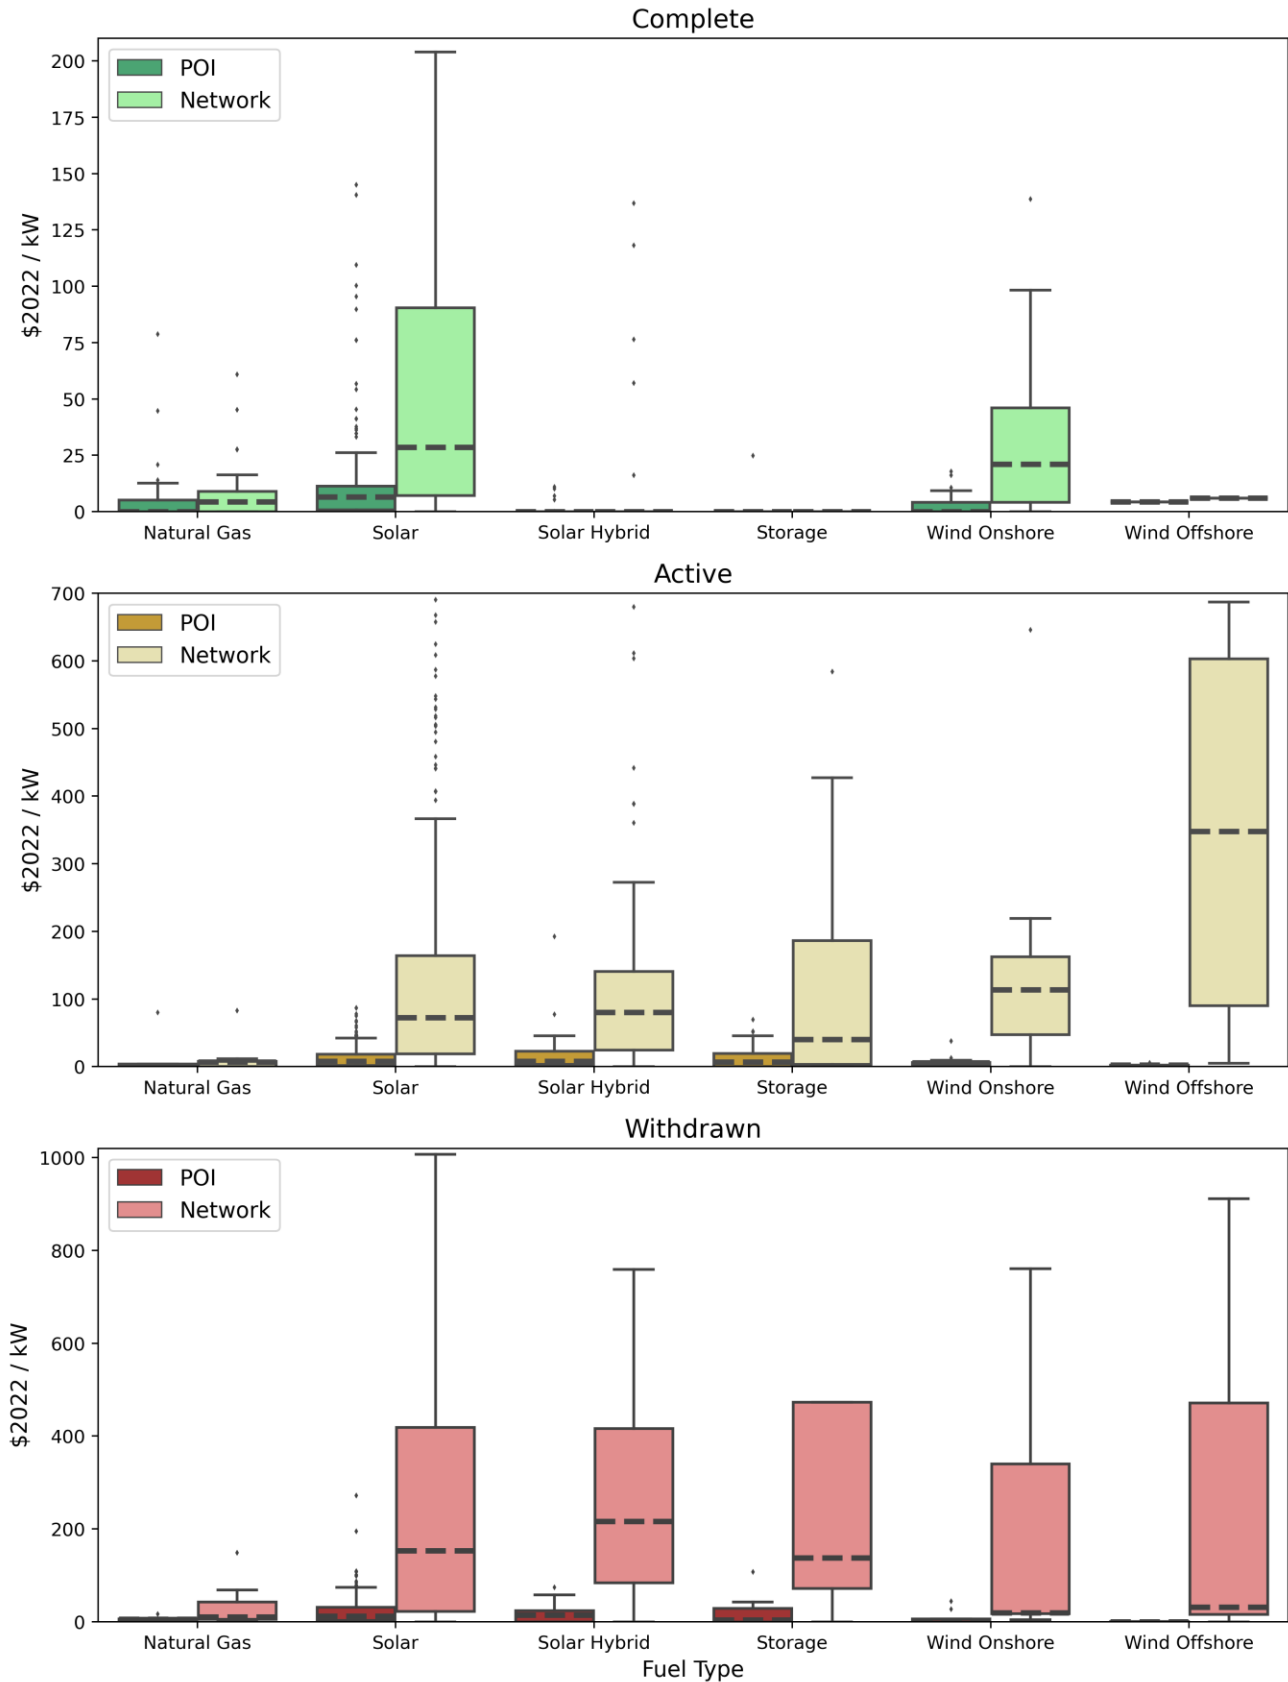 Complete
POI
Network
200
175
150
125
100
75
50
25
0
$2022 / kW
Natural Gas Solar Solar Hybrid Storage Wind Onshore Wind Offshore
Active
POI
Network
700
600
500
400
300
200
100
0
$2022 / kW
Natural Gas Solar Solar Hybrid Storage Wind Onshore Wind Offshore
Withdrawn
POI
Network
1000
800
600
400
200
0
$2022 / kW
Natural Gas Solar Solar Hybrid Storage Wind Onshore Wind Offshore
Fuel Type